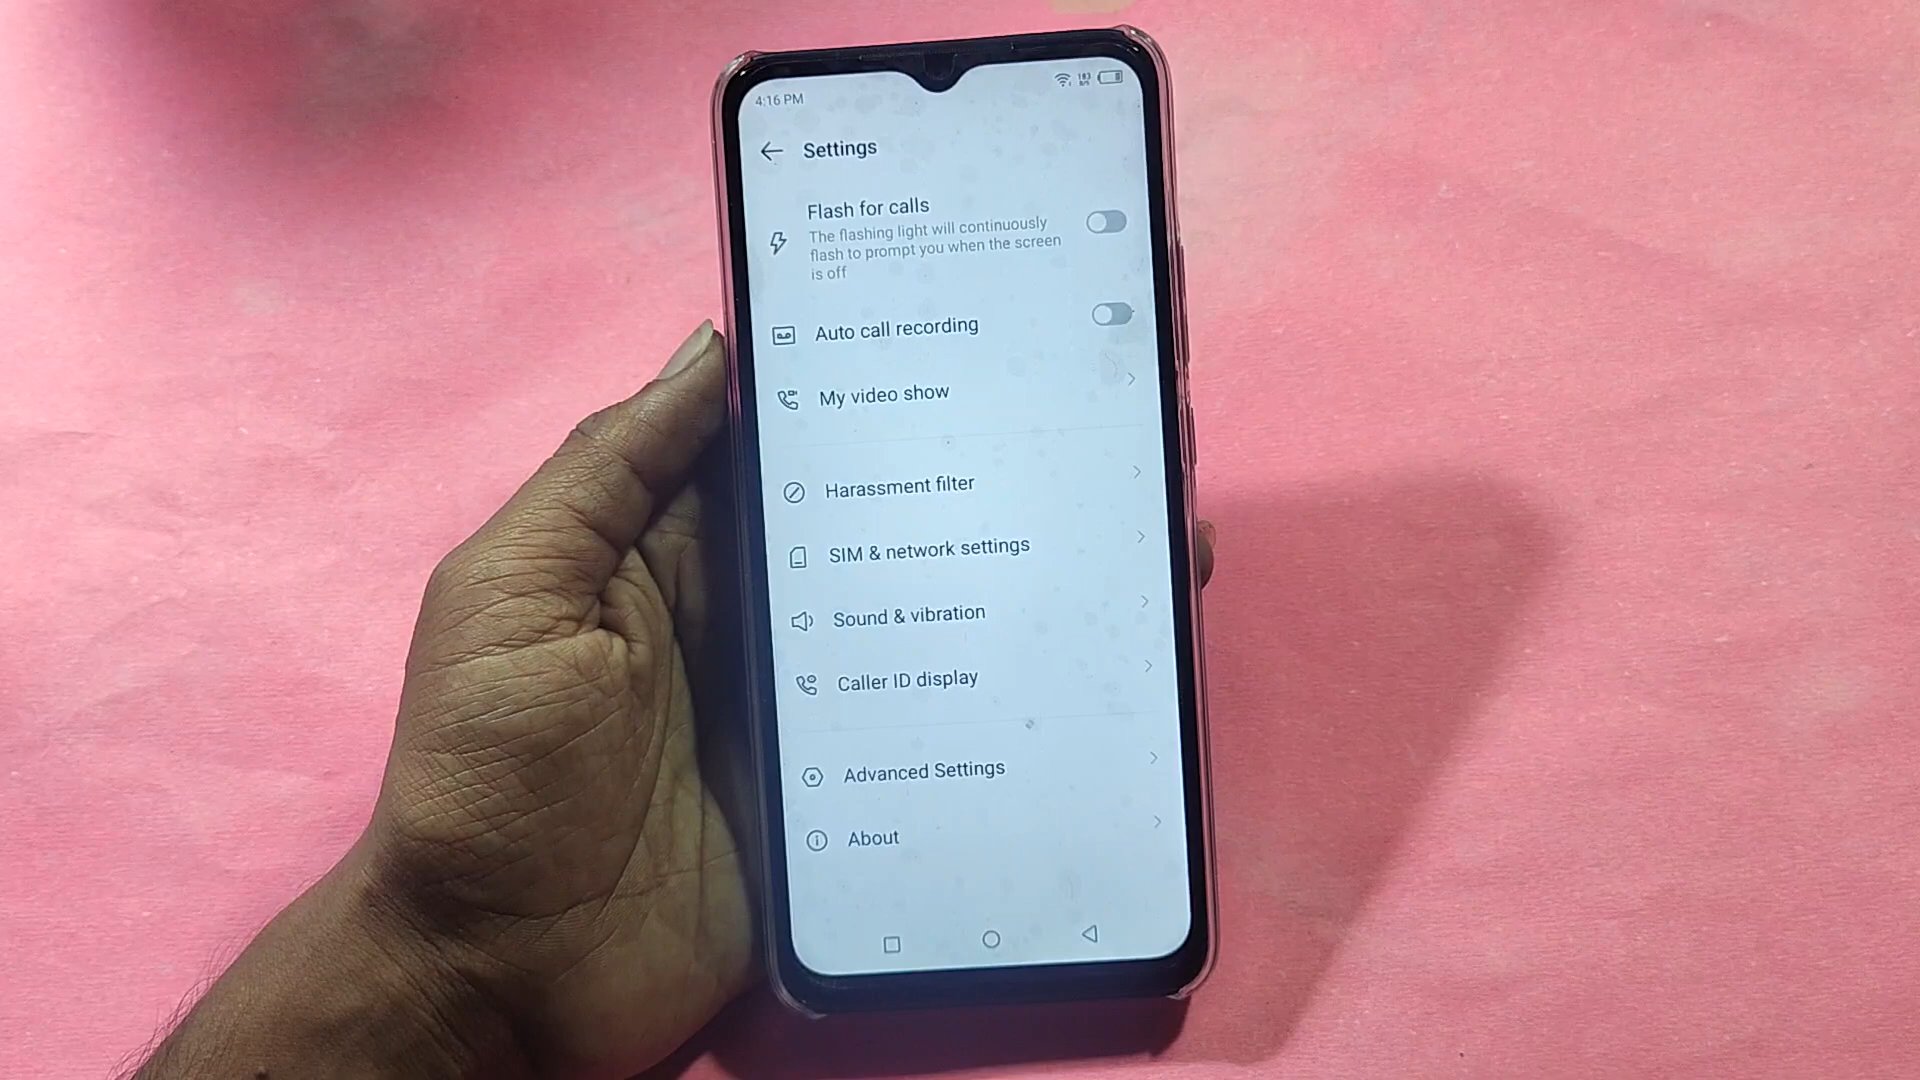 4:16 PM
183
B/S
Settings
Flash for calls
The flashing light will continuously
flash to prompt you when the screen
is off
Auto call recording
My video show
Harassment filter
SIM & network settings
Sound & vibration
Caller ID display
Advanced Settings
About